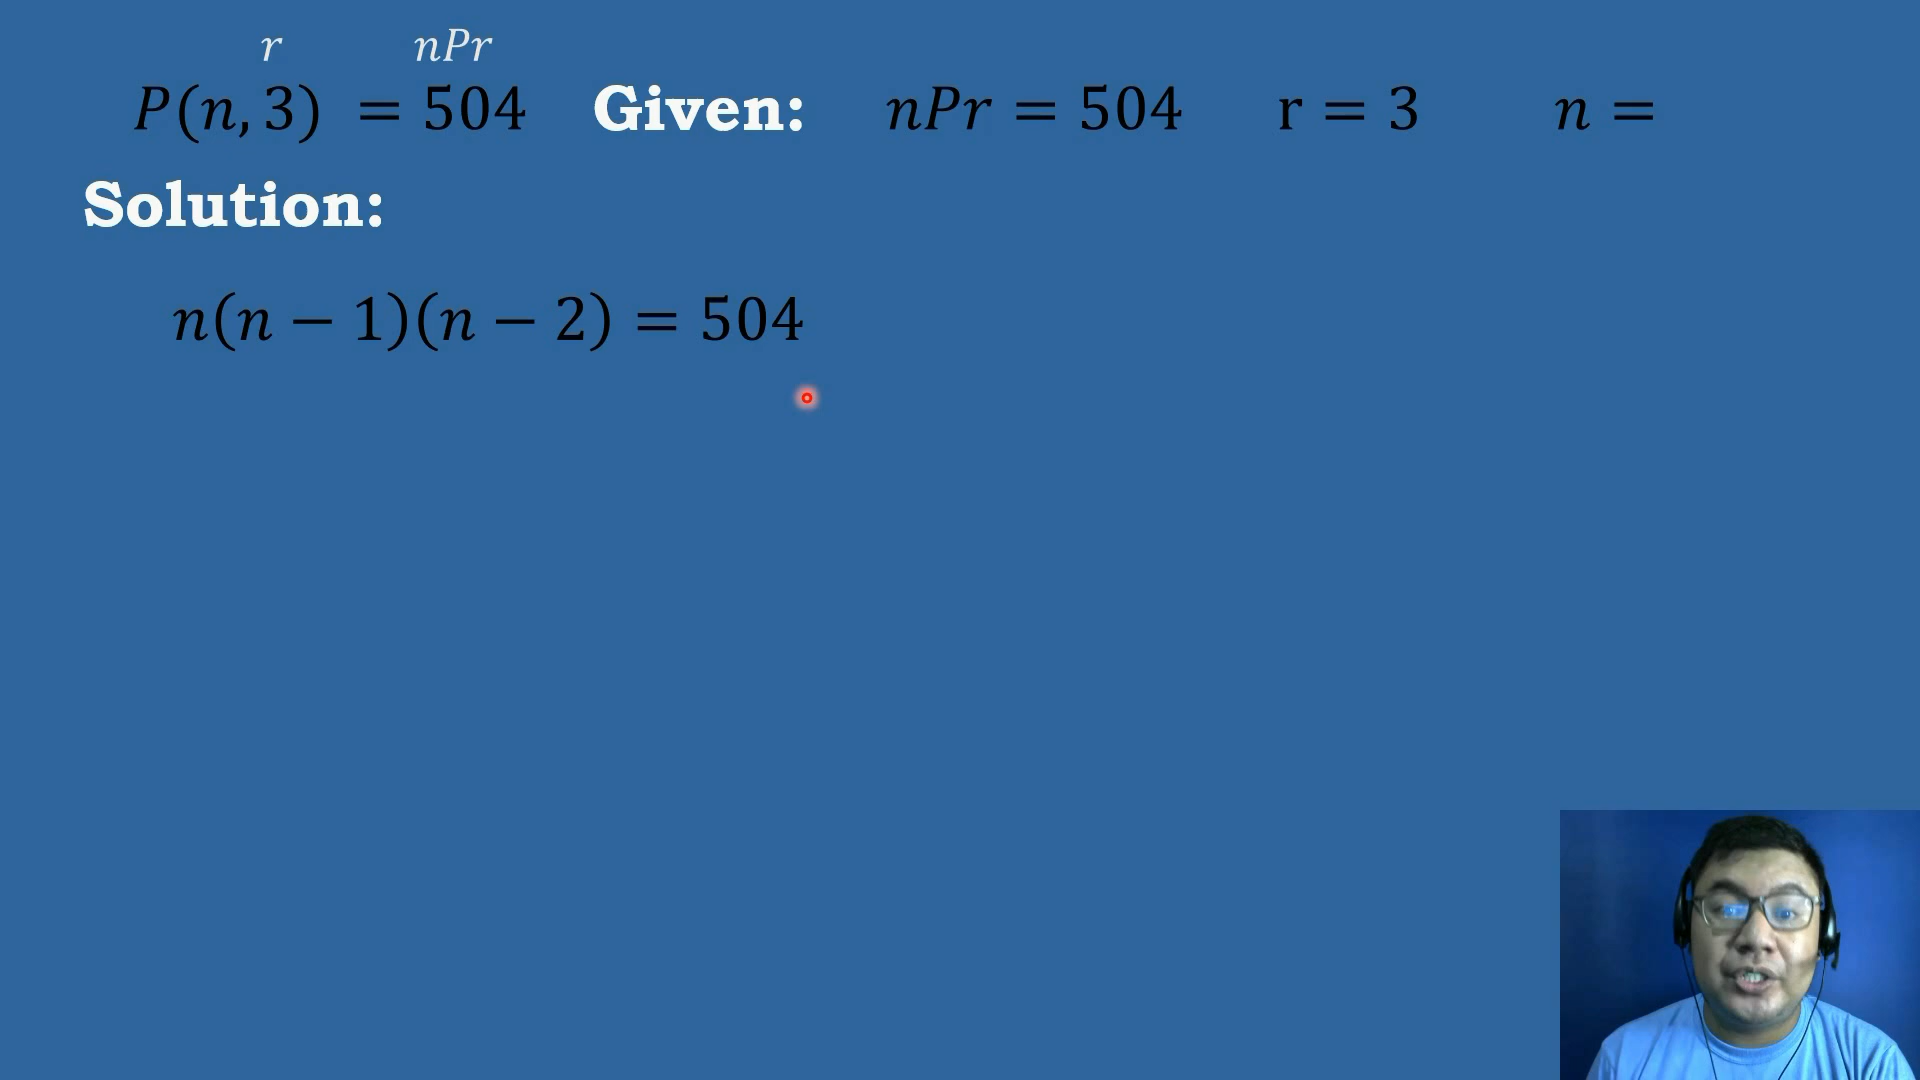 r nPr
P(n, 3) = 504 Given: nPr = 504 r = 3 n =
Solution:
n(n − 1)(n − 2) = 504